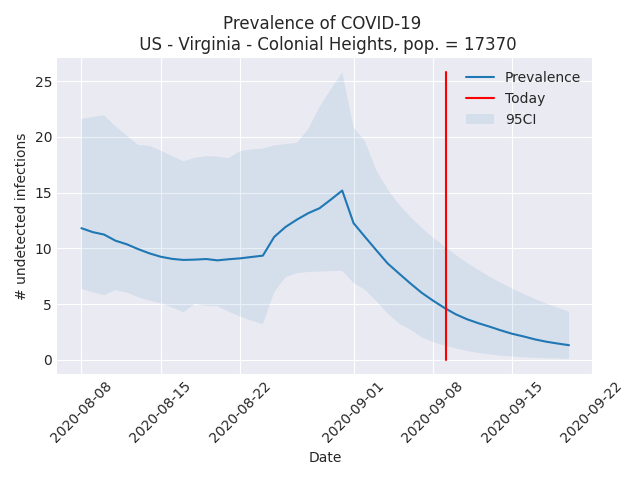 Prevalence of COVID-19
US - Virginia - Colonial Heights, pop. = 17370
# undetected infections
25
20
15
10
5
0
Prevalence
Today
95CI
2020-08-08
2020-08-15
2020-08-22
2020-09-01
2020-09-08
2020-09-15
2020-09-22
Date